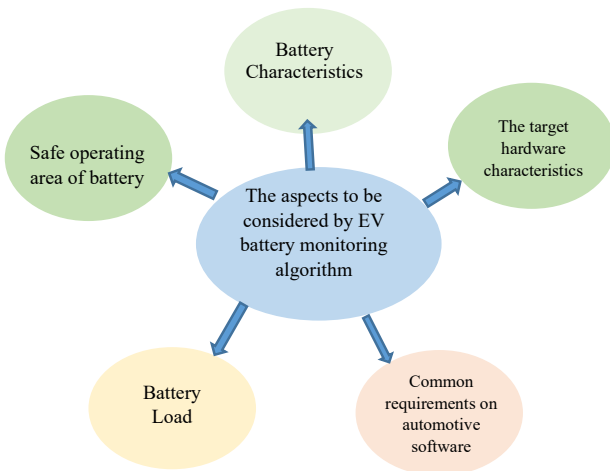 Battery
Characteristics
Safe operating
area of battery
The target
hardware
characteristics
The aspects to be
considered by EV
battery monitoring
algorithm
Battery
Load
Common
requirements on
automotive
software